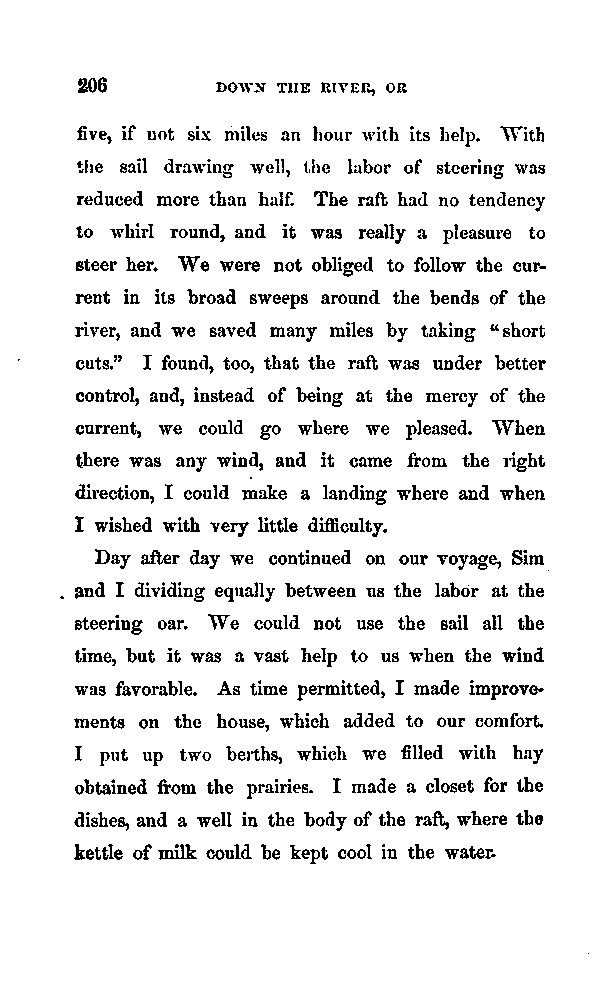 206 DOWN THE RIVER, OR
five, if not six miles an hour with its help. With
the sail drawing well, the labor of steering was
reduced more than half. The raft had no tendency
to whirl round, and it was really a pleasure to
steer her. We were not obliged to follow the cur-
rent in its broad sweeps around the bends of the
river, and we saved many miles by taking “short
cuts.” I found, too, that the raft was under better
control, and, instead of being at the mercy of the
current, we could go where we pleased. When
there was any wind, and it came from the right
direction, I could make a landing where and when
I wished with very little difficulty.
Day after day we continued on our voyage, Sim
and I dividing equally between us the labor at the
steering oar. We could not use the sail all the
time, but it was a vast help to us when the wind
was favorable. As time permitted, I made improve-
ments on the house, which added to our comfort.
I put up two berths, which we filled with hay
obtained from the prairies. I made a closet for the
dishes, and a well in the body of the raft, where the
kettle of milk could be kept cool in the water.